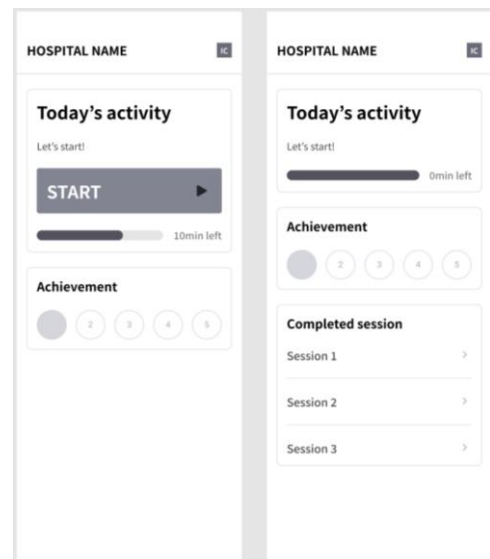 HOSPITAL NAME
IC
Today's activity
Let's start!
START
10min left
Achievement
2 3 4 5
HOSPITAL NAME
IC
Today's activity
Let's start!
0min left
Achievement
2 3 4 5
Completed session
Session 1
Session 2
Session 3